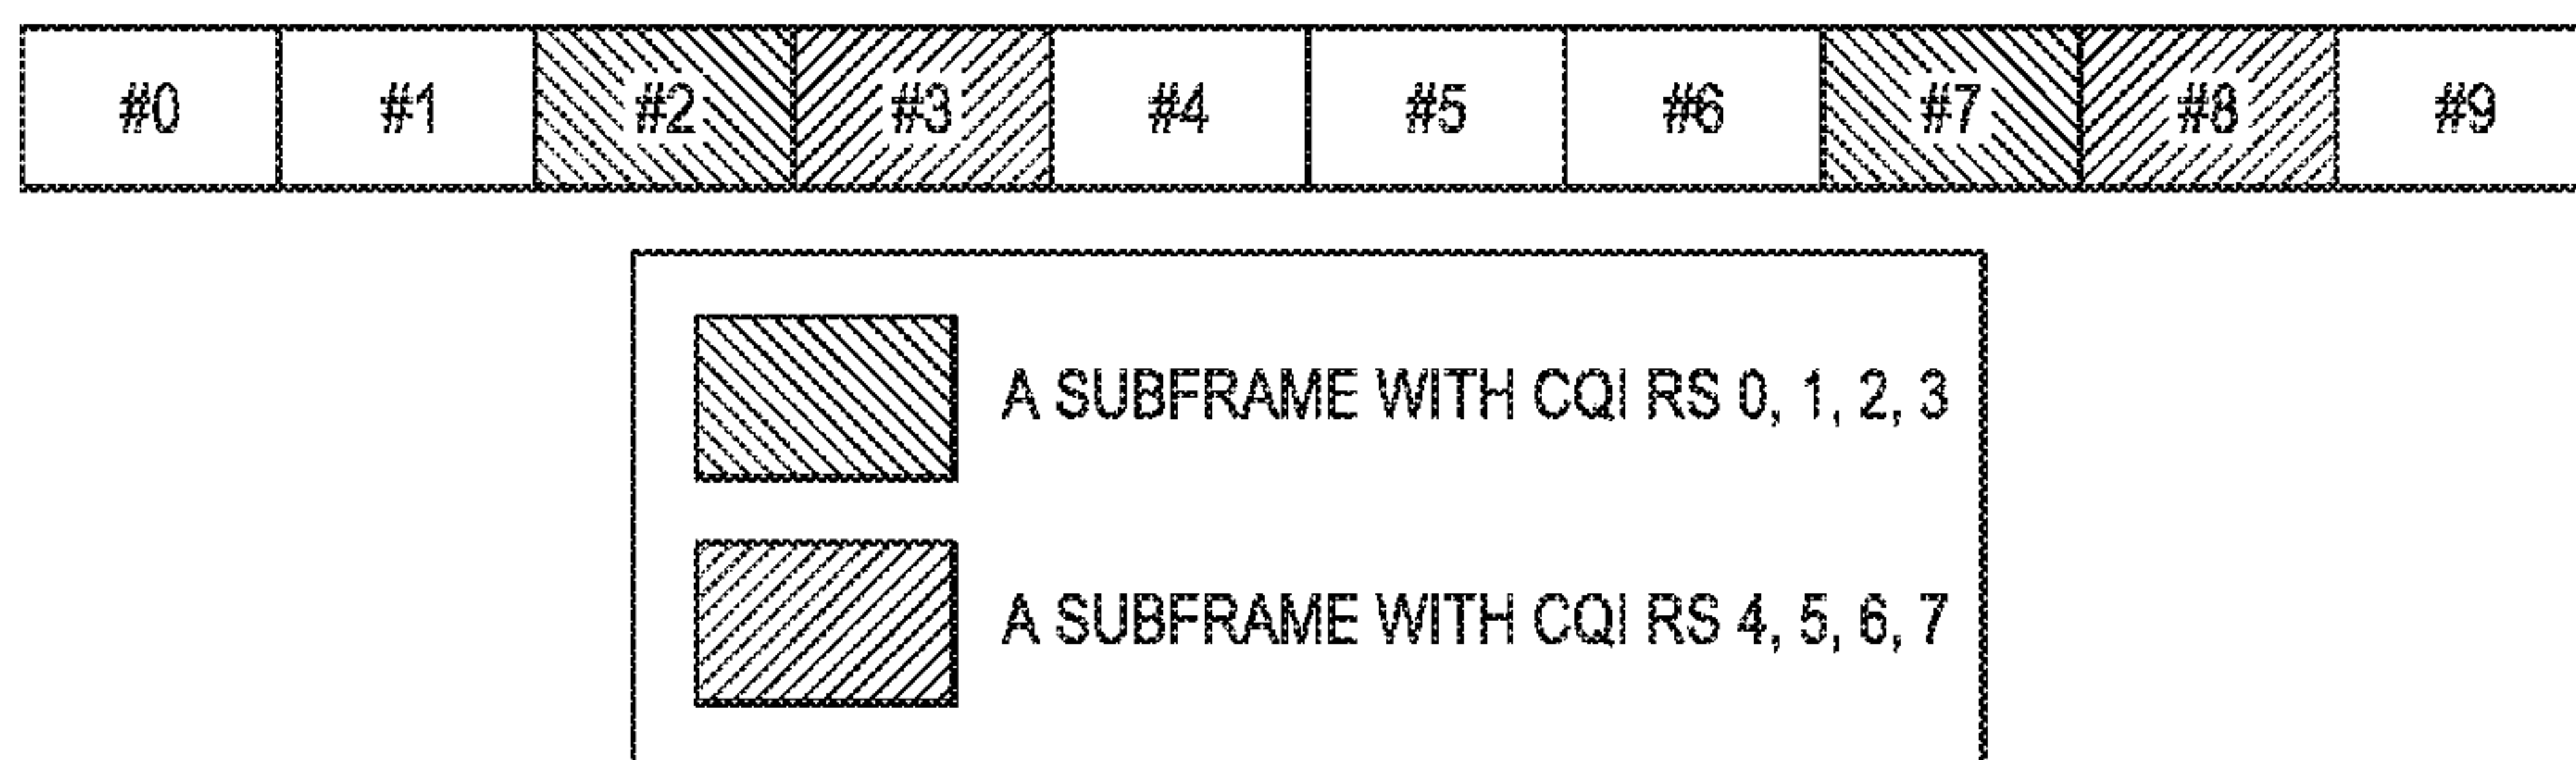 #0 #1 #2 #3 #4 #5 #6 #7 #8 #9
A SUBFRAME WITH CQI RS 0, 1, 2, 3
A SUBFRAME WITH CQI RS 4, 5, 6, 7